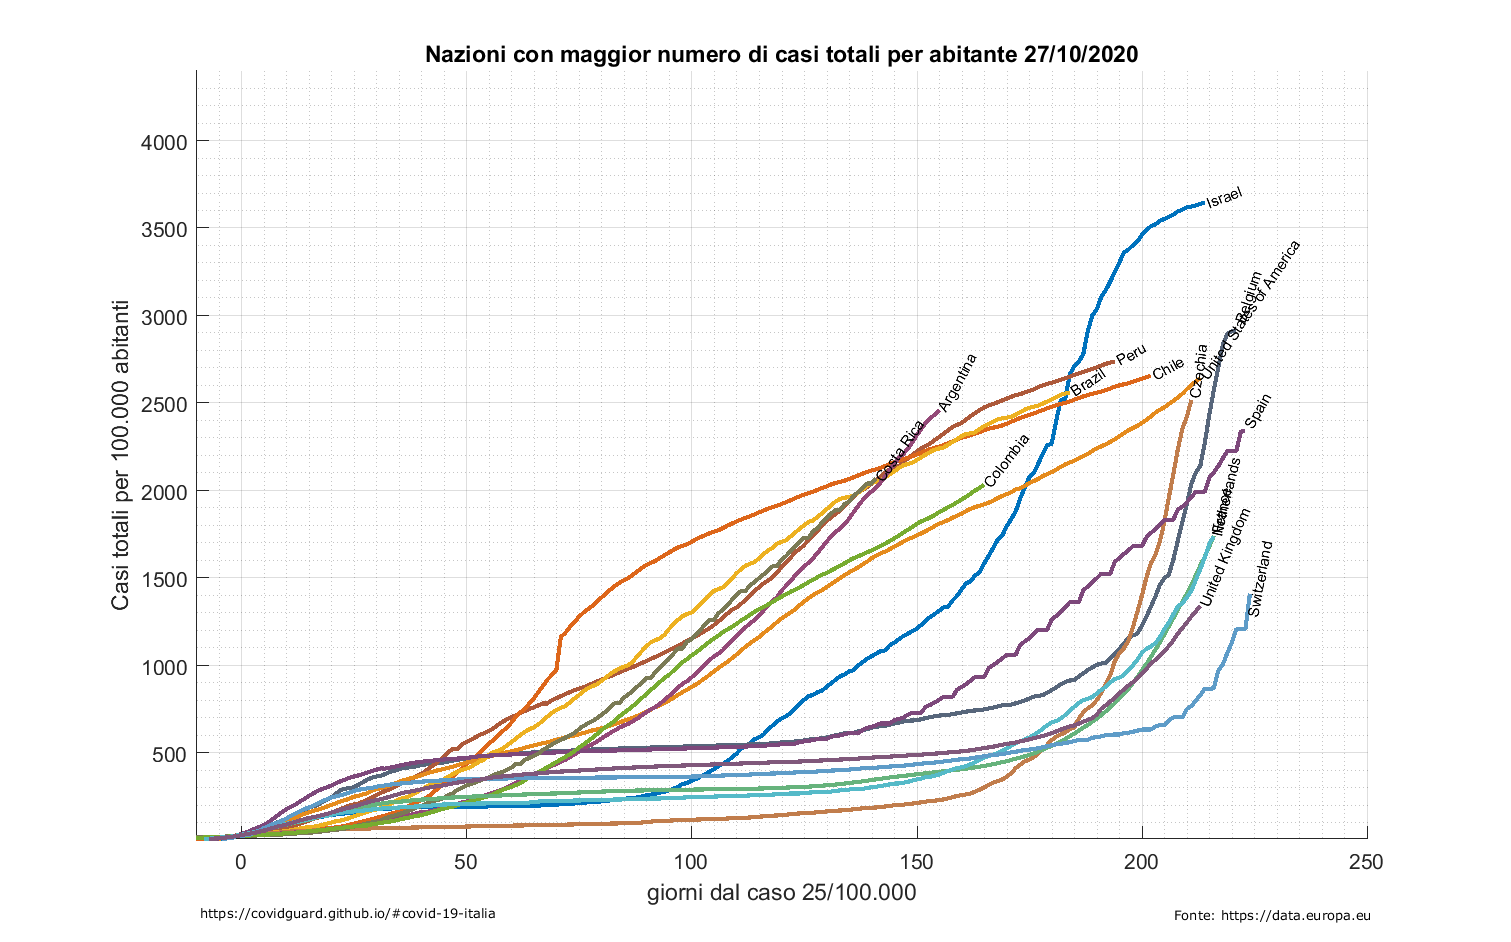 Nazioni con maggior numero di casi totali per abitante 27/10/2020
Casi totali per 100.000 abitanti
4000
3500
3000
2500
2000
1500
1000
500
Israel
Belgium
United States of America
Peru
Chile
Brazil
Czechia
Argentina
Spain
Costa Rica
Colombia
Netherlands
France
United Kingdom
Switzerland
0
50
100
150
200
250
giorni dal caso 25/100.000
https://covidguard.github.io/#covid-19-italia
Fonte: https://data.europa.eu